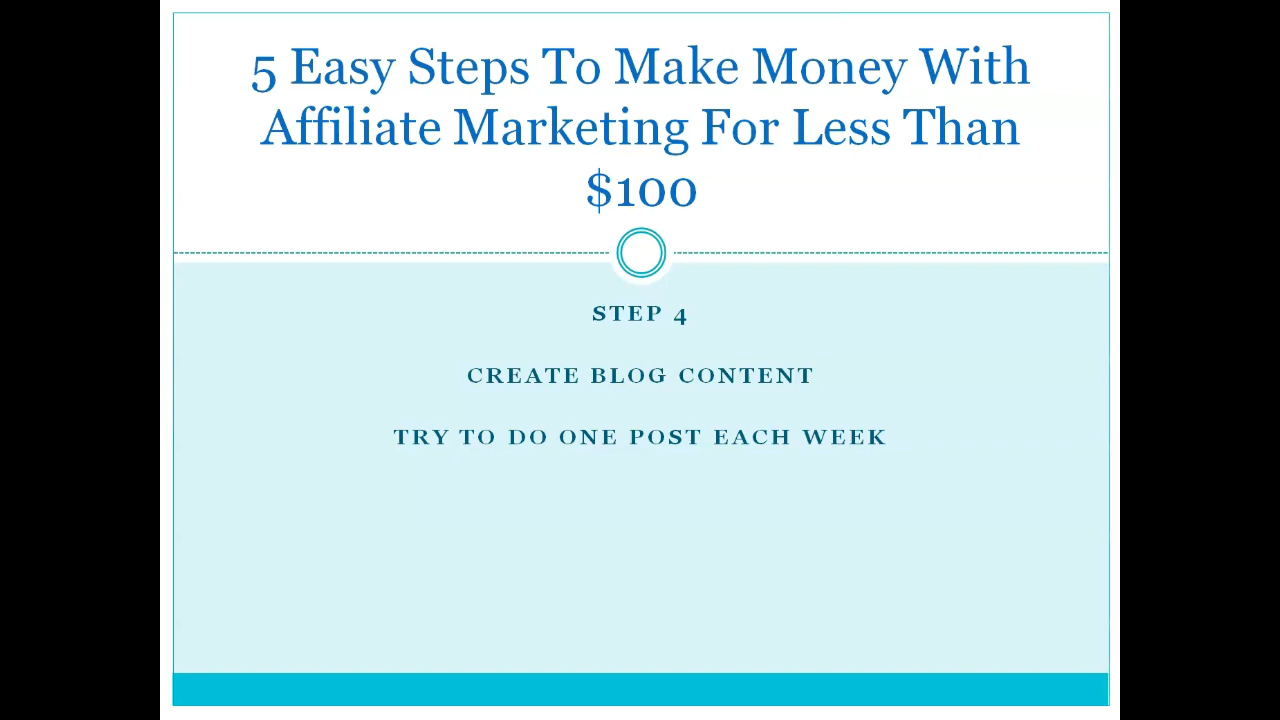 5 Easy Steps To Make Money With
Affiliate Marketing For Less Than
$100
STEP 4
CREATE BLOG CONTENT
TRY TO DO ONE POST EACH WEEK